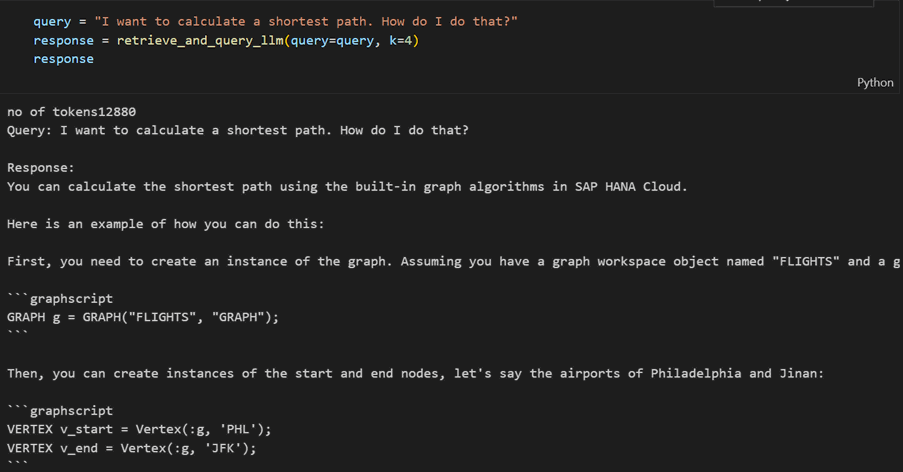 query = "I want to calculate a shortest path. How do I do that?"
response = retrieve_and_query_llm(query=query, k=4)
response
Python
no of tokens12880
Query: I want to calculate a shortest path. How do I do that?
Response:
You can calculate the shortest path using the built-in graph algorithms in SAP HANA Cloud.
Here is an example of how you can do this:
First, you need to create an instance of the graph. Assuming you have a graph workspace object named "FLIGHTS" and a g
```graphscript
GRAPH g = GRAPH("FLIGHTS", "GRAPH");
```
Then, you can create instances of the start and end nodes, let's say the airports of Philadelphia and Jinan:
```graphscript
VERTEX v_start = Vertex(:g, 'PHL');
VERTEX v_end = Vertex(:g, 'JFK');
```